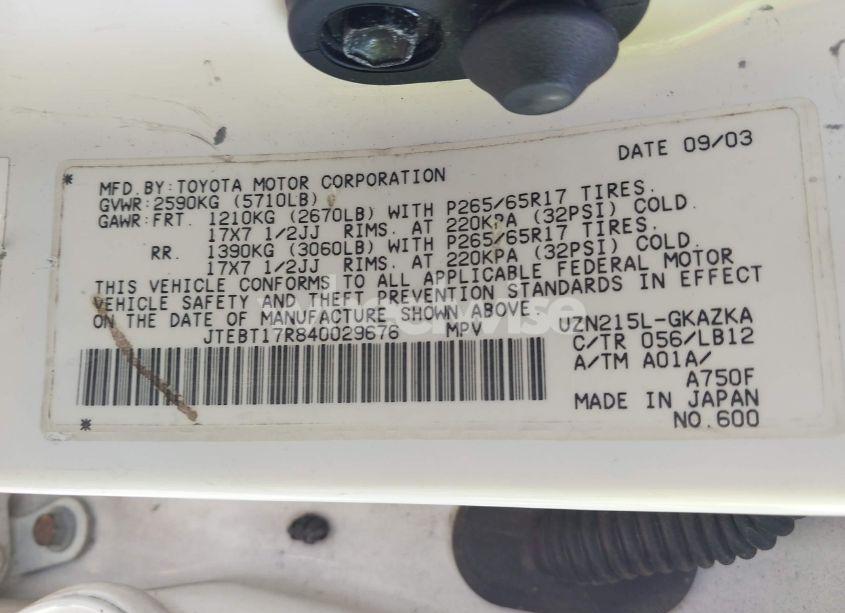 DATE 09/03
MFD. BY: TOYOTA MOTOR CORPORATION
GVWR: 2590KG (5710LB)
GAWR: FRT. 1210KG (2670LB) WITH P265/65R17 TIRES.
17X7 1/2JJ RIMS. AT 220KPA (32PSI) COLD.
RR. 1390KG (3060LB) WITH P265/65R17 TIRES.
17X7 1/2JJ RIMS. AT 220KPA (32PSI) COLD.
THIS VEHICLE CONFORMS TO ALL APPLICABLE FEDERAL MOTOR
VEHICLE SAFETY AND THEFT PREVENTION STANDARDS IN EFFECT
ON THE DATE OF MANUFACTURE SHOWN ABOVE.
JTEBT17R840029676 MPV
UZN215L-GKAZKA
C/TR 056/LB12
A/TM A01A/
A750F
MADE IN JAPAN
NO.600